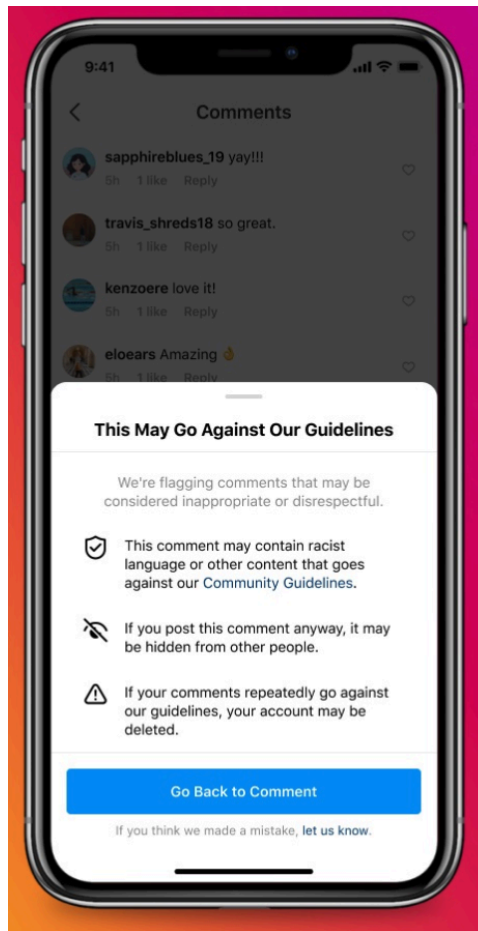 9:41
Comments
sapphireblues_19 yay!!!
5h 1 like Reply
travis_shreds18 so great.
5h 1 like Reply
kenzoere love it!
5h 1 like Reply
eloears Amazing 👌
5h 1 like Reply
This May Go Against Our Guidelines
We're flagging comments that may be
considered inappropriate or disrespectful.
This comment may contain racist
language or other content that goes
against our Community Guidelines.
If you post this comment anyway, it may
be hidden from other people.
If your comments repeatedly go against
our guidelines, your account may be
deleted.
Go Back to Comment
If you think we made a mistake, let us know.